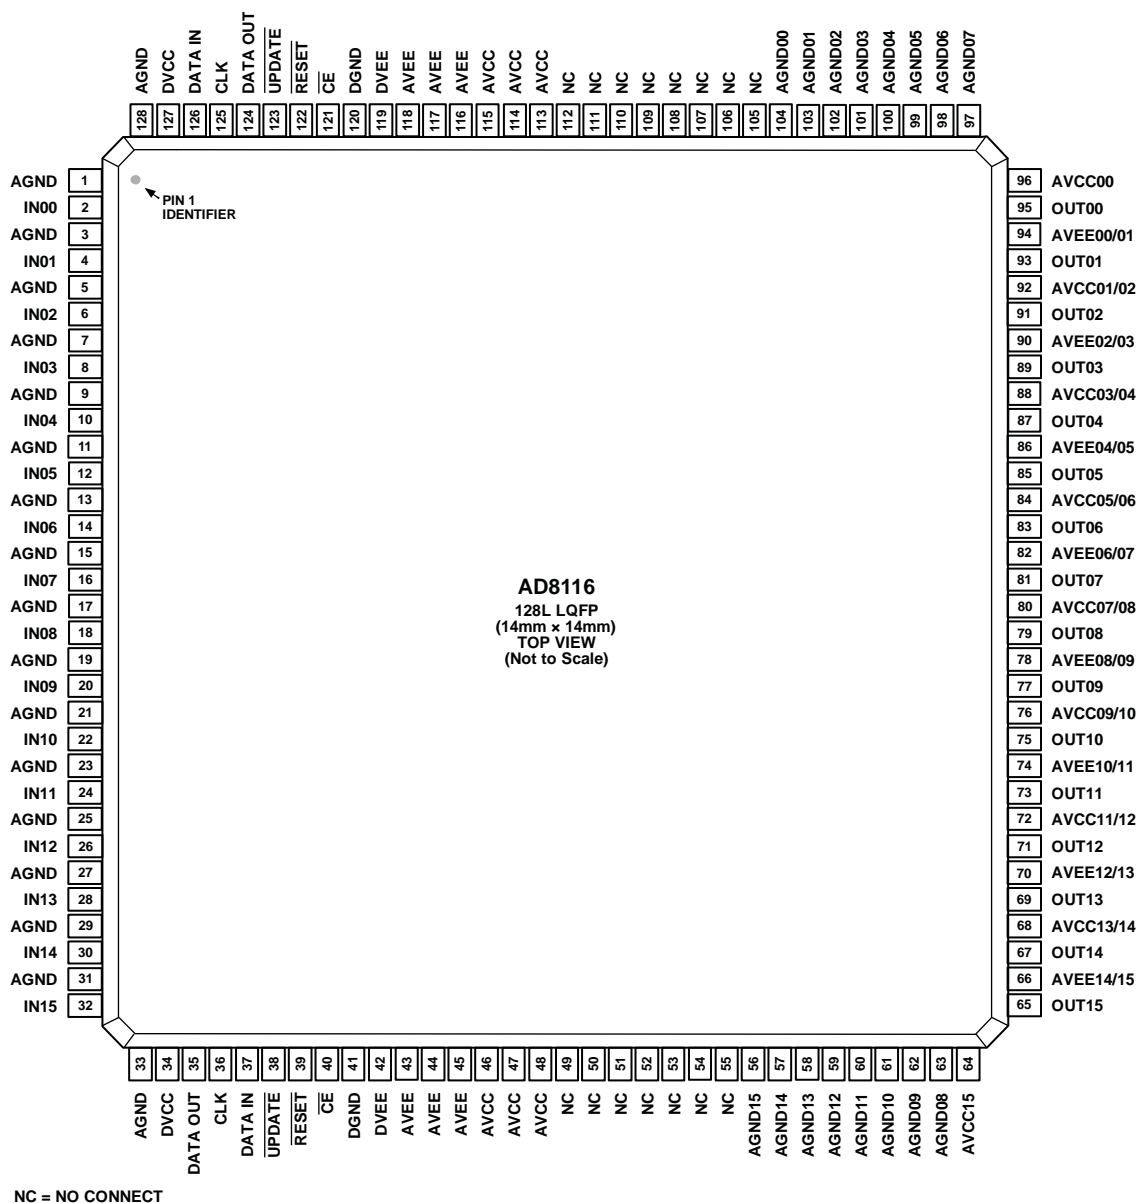 AGND
DVCC
DATA IN
CLK
DATA OUT
UPDATE
RESET
CE
DGND
DVEE
AVEE
AVEE
AVEE
AVCC
AVCC
AVCC
NC
NC
NC
NC
NC
NC
NC
NC
AGND00
AGND01
AGND02
AGND03
AGND04
AGND05
AGND06
AGND07
128
127
126
125
124
123
122
121
120
119
118
117
116
115
114
113
112
111
110
109
108
107
106
105
104
103
102
101
100
99
98
97
AGND 1
IN00 2
AGND 3
IN01 4
AGND 5
IN02 6
AGND 7
IN03 8
AGND 9
IN04 10
AGND 11
IN05 12
AGND 13
IN06 14
AGND 15
IN07 16
AGND 17
IN08 18
AGND 19
IN09 20
AGND 21
IN10 22
AGND 23
IN11 24
AGND 25
IN12 26
AGND 27
IN13 28
AGND 29
IN14 30
AGND 31
IN15 32
PIN 1
IDENTIFIER
AD8116
128L LQFP
(14mm × 14mm)
TOP VIEW
(Not to Scale)
96 AVCC00
95 OUT00
94 AVEE00/01
93 OUT01
92 AVCC01/02
91 OUT02
90 AVEE02/03
89 OUT03
88 AVCC03/04
87 OUT04
86 AVEE04/05
85 OUT05
84 AVCC05/06
83 OUT06
82 AVEE06/07
81 OUT07
80 AVCC07/08
79 OUT08
78 AVEE08/09
77 OUT09
76 AVCC09/10
75 OUT10
74 AVEE10/11
73 OUT11
72 AVCC11/12
71 OUT12
70 AVEE12/13
69 OUT13
68 AVCC13/14
67 OUT14
66 AVEE14/15
65 OUT15
33
34
35
36
37
38
39
40
41
42
43
44
45
46
47
48
49
50
51
52
53
54
55
56
57
58
59
60
61
62
63
64
AGND
DVCC
DATA OUT
CLK
DATA IN
UPDATE
RESET
CE
DGND
DVEE
AVEE
AVEE
AVEE
AVCC
AVCC
AVCC
NC
NC
NC
NC
NC
NC
NC
AGND15
AGND14
AGND13
AGND12
AGND11
AGND10
AGND09
AGND08
AVCC15
NC = NO CONNECT